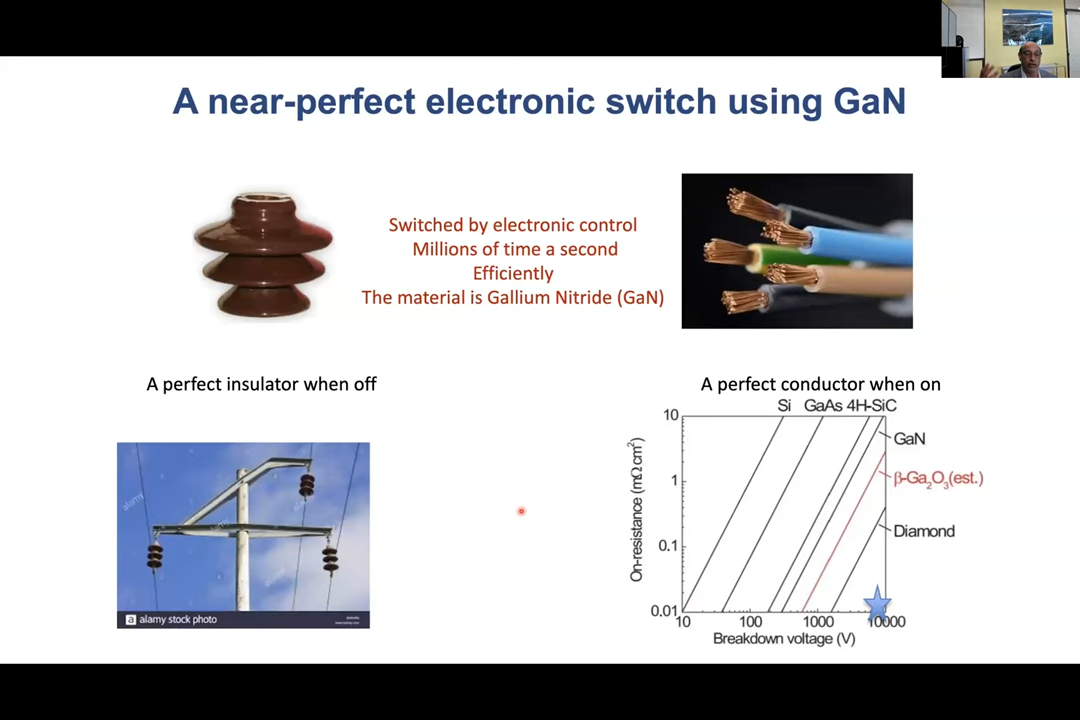 A near-perfect electronic switch using GaN
Switched by electronic control
Millions of time a second
Efficiently
The material is Gallium Nitride (GaN)
A perfect insulator when off
A perfect conductor when on
Si GaAs 4H-SiC
10
1
0.1
0.01
On-resistance (mΩ cm²)
GaN
β-Ga₂O₃(est.)
Diamond
10 100 1000 10000
Breakdown voltage (V)
alamy
alamy
a alamy stock photo